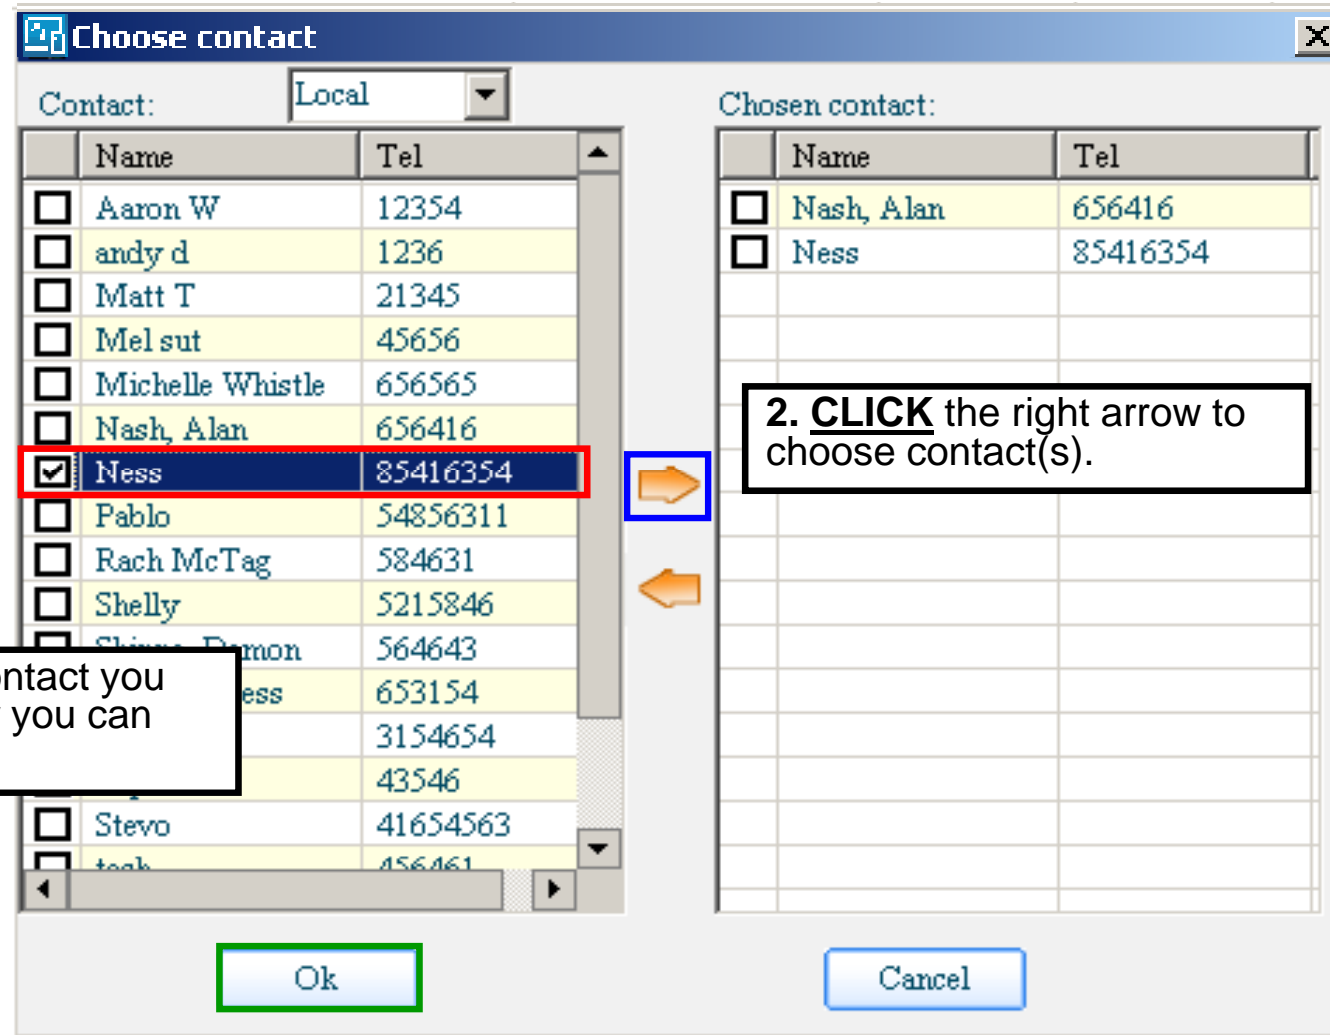 Choose contact
Contact: Local Chosen contact:
Name Tel Name Tel
Aaron W 12354 Nash, Alan 656416
andy d 1236 Ness 85416354
Matt T 21345
Mel sut 45656
Michelle Whistle 656565
2. CLICK the right arrow to
choose contact(s).
Nash, Alan 656416
Ness 85416354
Pablo 54856311
Rach McTag 584631
Shelly 5215846
564643
ontact you
you can
653154
3154654
43546
Stevo 41654563
456461
Ok Cancel